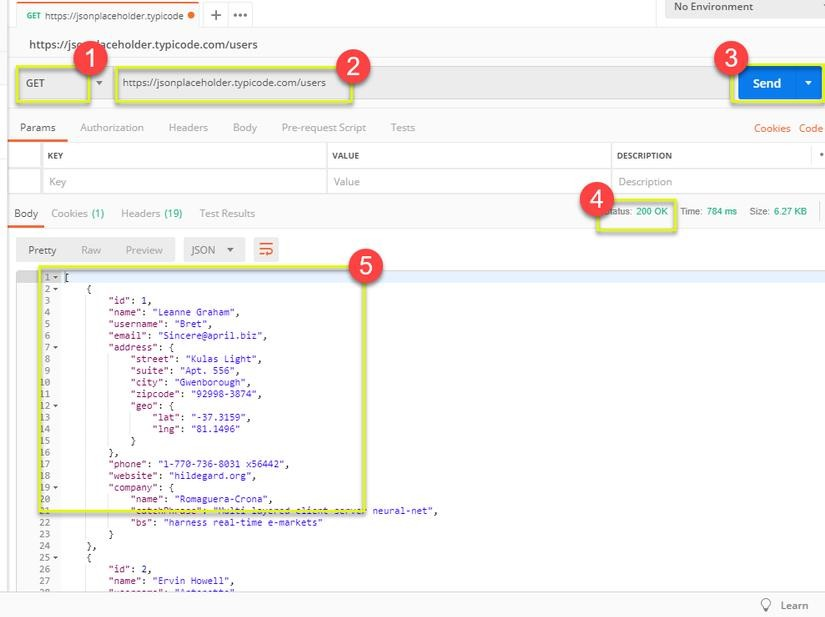 GET https://jsonplaceholder.typicode
No Environment
https://jsonplaceholder.typicode.com/users
1
2
3
GET
https://jsonplaceholder.typicode.com/users
Send
Params Authorization Headers Body Pre-request Script Tests Cookies Code
KEY VALUE DESCRIPTION
Key Value Description
4
Body Cookies (1) Headers (19) Test Results Status: 200 OK Time: 784 ms Size: 6.27 KB
Pretty Raw Preview JSON
5
1 [
2 {
3 "id": 1,
4 "name": "Leanne Graham",
5 "username": "Bret",
6 "email": "Sincere@april.biz",
7 "address": {
8 "street": "Kulas Light",
9 "suite": "Apt. 556",
10 "city": "Gwenborough",
11 "zipcode": "92998-3874",
12 "geo": {
13 "lat": "-37.3159",
14 "lng": "81.1496"
15 }
16 },
17 "phone": "1-770-736-8031 x56442",
18 "website": "hildegard.org",
19 "company": {
20 "name": "Romaguera-Crona",
21 "catchPhrase": "Multi-layered client-server neural-net",
22 "bs": "harness real-time e-markets"
23 }
24 },
25 {
26 "id": 2,
27 "name": "Ervin Howell",
28 "username": "Antonette"
Learn